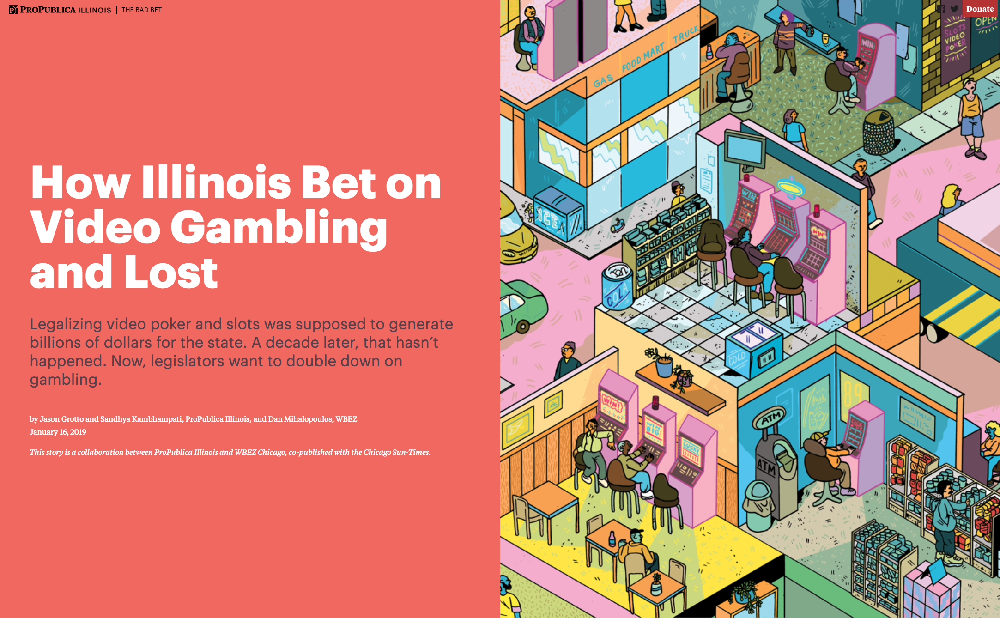 PROPUBLICA ILLINOIS | THE BAD BET
Donate
How Illinois Bet on
Video Gambling
and Lost
Legalizing video poker and slots was supposed to generate
billions of dollars for the state. A decade later, that hasn’t
happened. Now, legislators want to double down on
gambling.
by Jason Grotto and Sandhya Kambhampati, ProPublica Illinois, and Dan Mihalopoulos, WBEZ
January 16, 2019
This story is a collaboration between ProPublica Illinois and WBEZ Chicago, co-published with the Chicago Sun-Times.
GAS FOOD MART TRUCK
WIN
SLOTS
VIDEO
POKER
OPEN
ICE
WIN
WIN!
COLA
COLD
WIN!
WIN
BIG
LUCKY
ATM
ATM
89